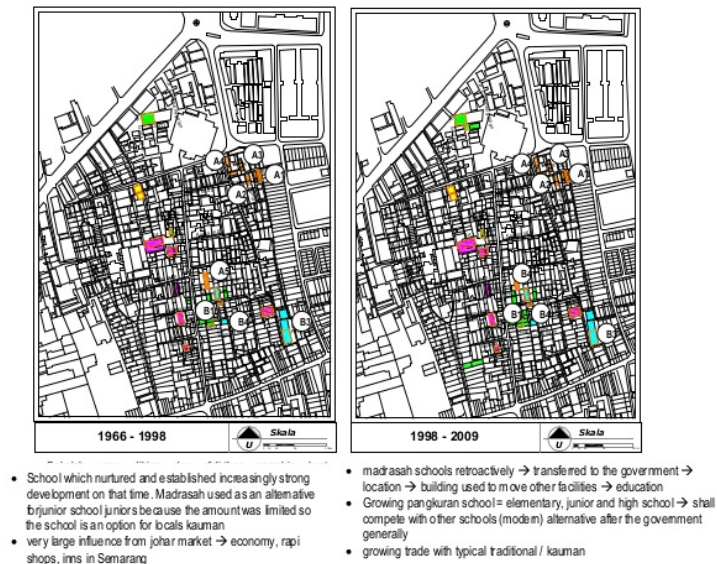 A4
A3
A1
A2
A5
B1
B4
B3
1966 - 1998
U
Skala
A4
A3
A1
A2
B4
B1
B4
B3
1998 - 2009
U
Skala
• School which nurtured and established increasingly strong
development on that time. Madrasah used as an alternative
forjunior school juniors because the amount was limited so
the school is an option for locals kauman
• very large influence from johar market → economy, rapi
shops, inns in Semarang
• madrasah schools retroactively → transferred to the government →
location → building used to move other facilities → education
• Growing pangkuran school = elementary, junior and high school → shall
compete with other schools (modern) alternative after the government
generally
• growing trade with typical traditional / kauman